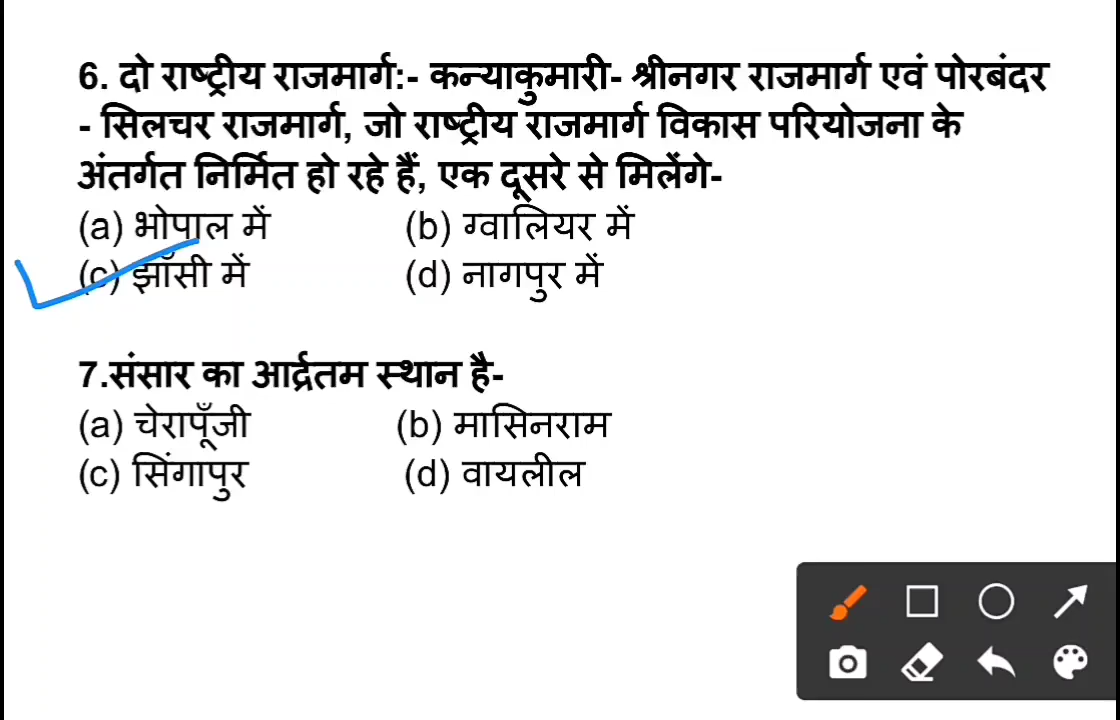 6. दो राष्ट्रीय राजमार्ग:- कन्याकुमारी- श्रीनगर राजमार्ग एवं पोरबंदर
- सिलचर राजमार्ग, जो राष्ट्रीय राजमार्ग विकास परियोजना के
अंतर्गत निर्मित हो रहे हैं, एक दूसरे से मिलेंगे-
(a) भोपाल में (b) ग्वालियर में
(c) झाँसी में (d) नागपुर में
7.संसार का आर्द्रतम स्थान है-
(a) चेरापूँजी (b) मासिनराम
(c) सिंगापुर (d) वायलील